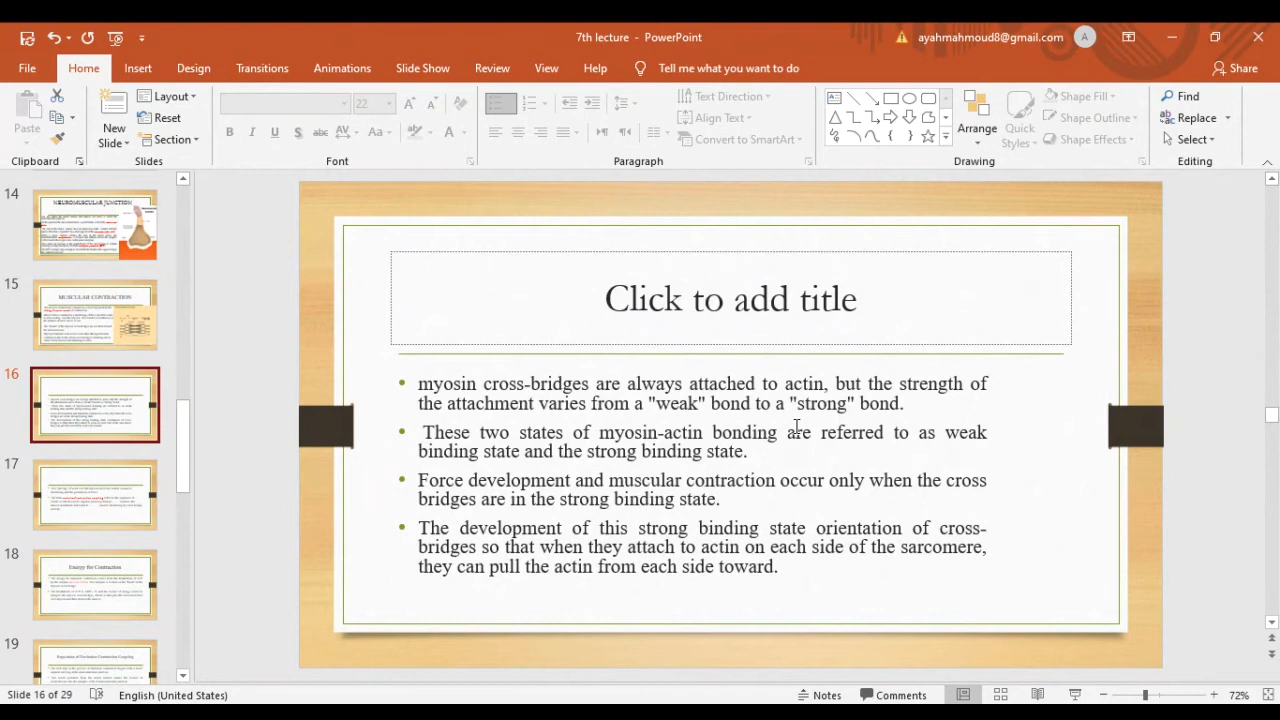 7th lecture - PowerPoint
ayahmahmoud8@gmail.com A
File Home Insert Design Transitions Animations Slide Show Review View Help Tell me what you want to do Share
Paste
New
Slide
Layout
Reset
Section
22
Text Direction
Align Text
Convert to SmartArt
Arrange
Quick
Styles
Shape Fill
Shape Outline
Shape Effects
Find
Replace
Select
Clipboard Slides Font Paragraph Drawing Editing
14
NEUROMUSCULAR JUNCTION
15
MUSCULAR CONTRACTION
16
17
18
Energy for Contraction
19
Click to add title
• myosin cross-bridges are always attached to actin, but the strength of
the attachment varies from a "weak" bond to a "strong" bond.
• These two states of myosin-actin bonding are referred to as weak
binding state and the strong binding state.
• Force development and muscular contraction occur only when the cross
bridges are in the strong binding state.
• The development of this strong binding state orientation of cross-
bridges so that when they attach to actin on each side of the sarcomere,
they can pull the actin from each side toward.
Slide 16 of 29 English (United States) Notes Comments 72%